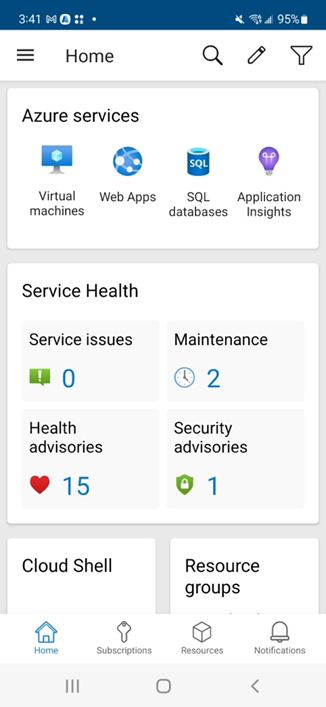 3:41
95%
Home
Azure services
Virtual
machines
Web Apps
SQL
SQL
databases
Application
Insights
Service Health
Service issues
0
Maintenance
2
Health
advisories
15
Security
advisories
1
Cloud Shell
Resource
groups
Home
Subscriptions
Resources
Notifications